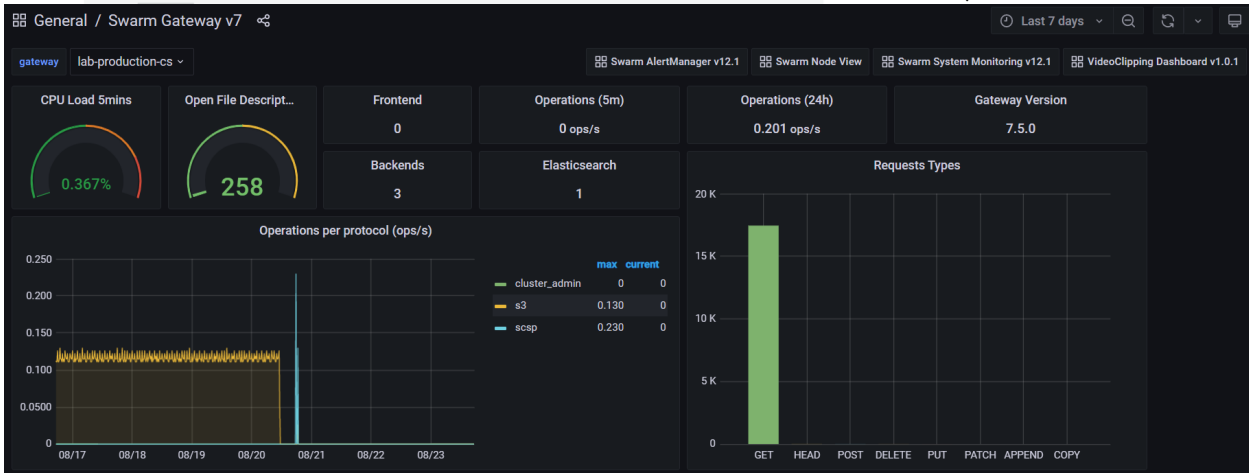 General / Swarm Gateway v7
Last 7 days
gateway lab-production-cs
Swarm AlertManager v12.1 Swarm Node View Swarm System Monitoring v12.1 VideoClipping Dashboard v1.0.1
CPU Load 5mins
0.367%
Open File Descript...
258
Frontend
0
Operations (5m)
0 ops/s
Operations (24h)
0.201 ops/s
Gateway Version
7.5.0
Backends
3
Elasticsearch
1
Requests Types
20 K
15 K
10 K
5 K
0
GET HEAD POST DELETE PUT PATCH APPEND COPY
Operations per protocol (ops/s)
0.250
0.200
0.150
0.100
0.0500
0
08/17 08/18 08/19 08/20 08/21 08/22 08/23
max current
cluster_admin 0 0
s3 0.130 0
scsp 0.230 0